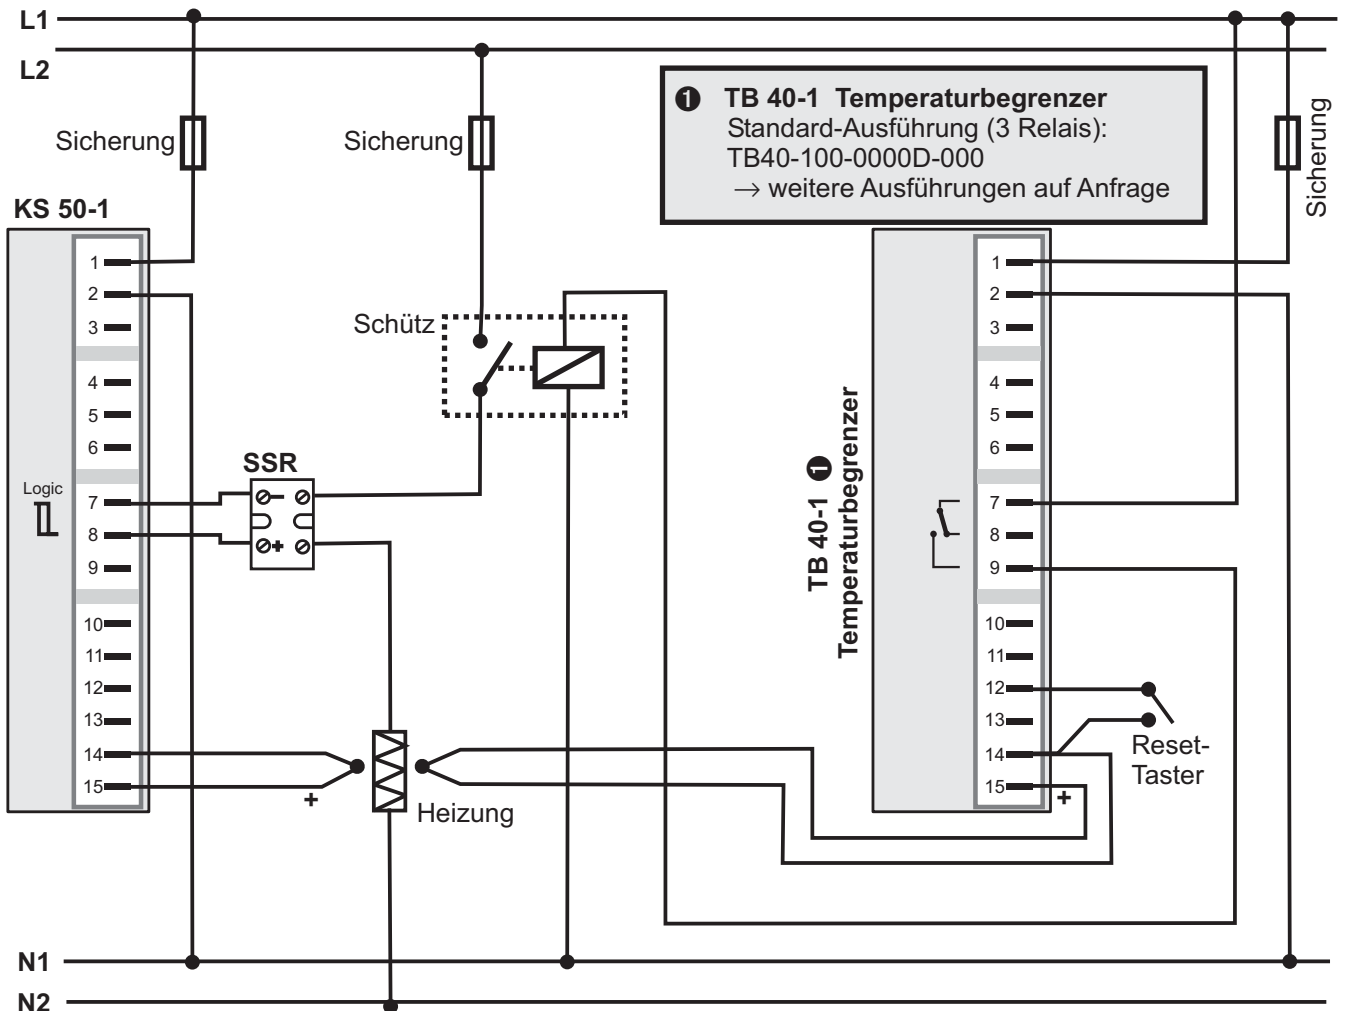 L1
L2
❶ TB 40-1 Temperaturbegrenzer
Standard-Ausführung (3 Relais):
TB40-100-0000D-000
→ weitere Ausführungen auf Anfrage
Sicherung
Sicherung
Sicherung
KS 50-1
1
2
3
4
5
6
7
8
9
10
11
12
13
14
15
+
Logic
SSR
−
+
Schütz
Heizung
TB 40-1 ❶
Temperaturbegrenzer
1
2
3
4
5
6
7
8
9
10
11
12
13
14
15
+
Reset-
Taster
N1
N2